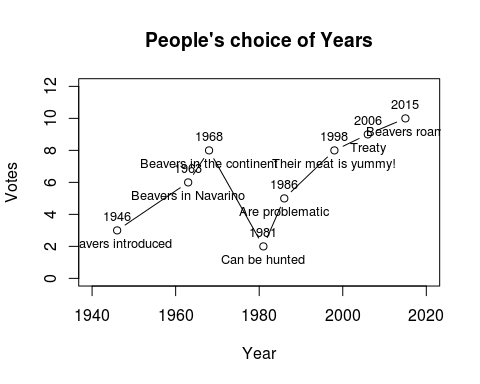 People's choice of Years
Votes
12
10
8
6
4
2
0
2015
2006
Beavers roam
1998
Treaty
1968
Beavers in the continent
Their meat is yummy!
1963
Beavers in Navarino
1986
Are problematic
1946
avers introduced
1981
Can be hunted
1940
1960
1980
2000
2020
Year